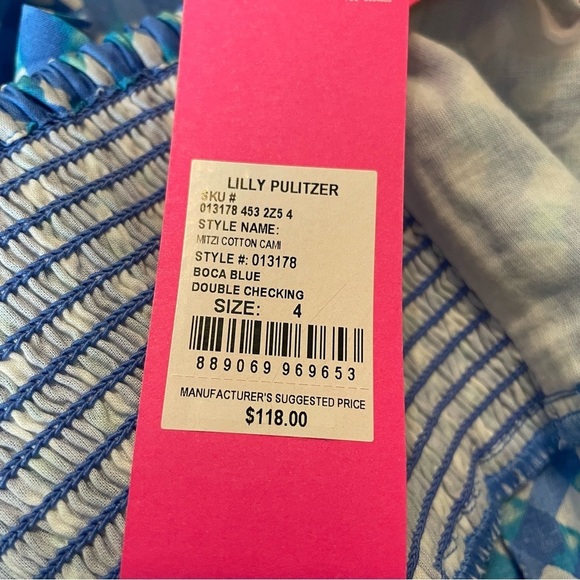 LILLY PULITZER
SKU #
013178 453 2Z5 4
STYLE NAME:
MITZI COTTON CAMI
STYLE #: 013178
BOCA BLUE
DOUBLE CHECKING
SIZE: 4
889069 969653
MANUFACTURER'S SUGGESTED PRICE
$118.00